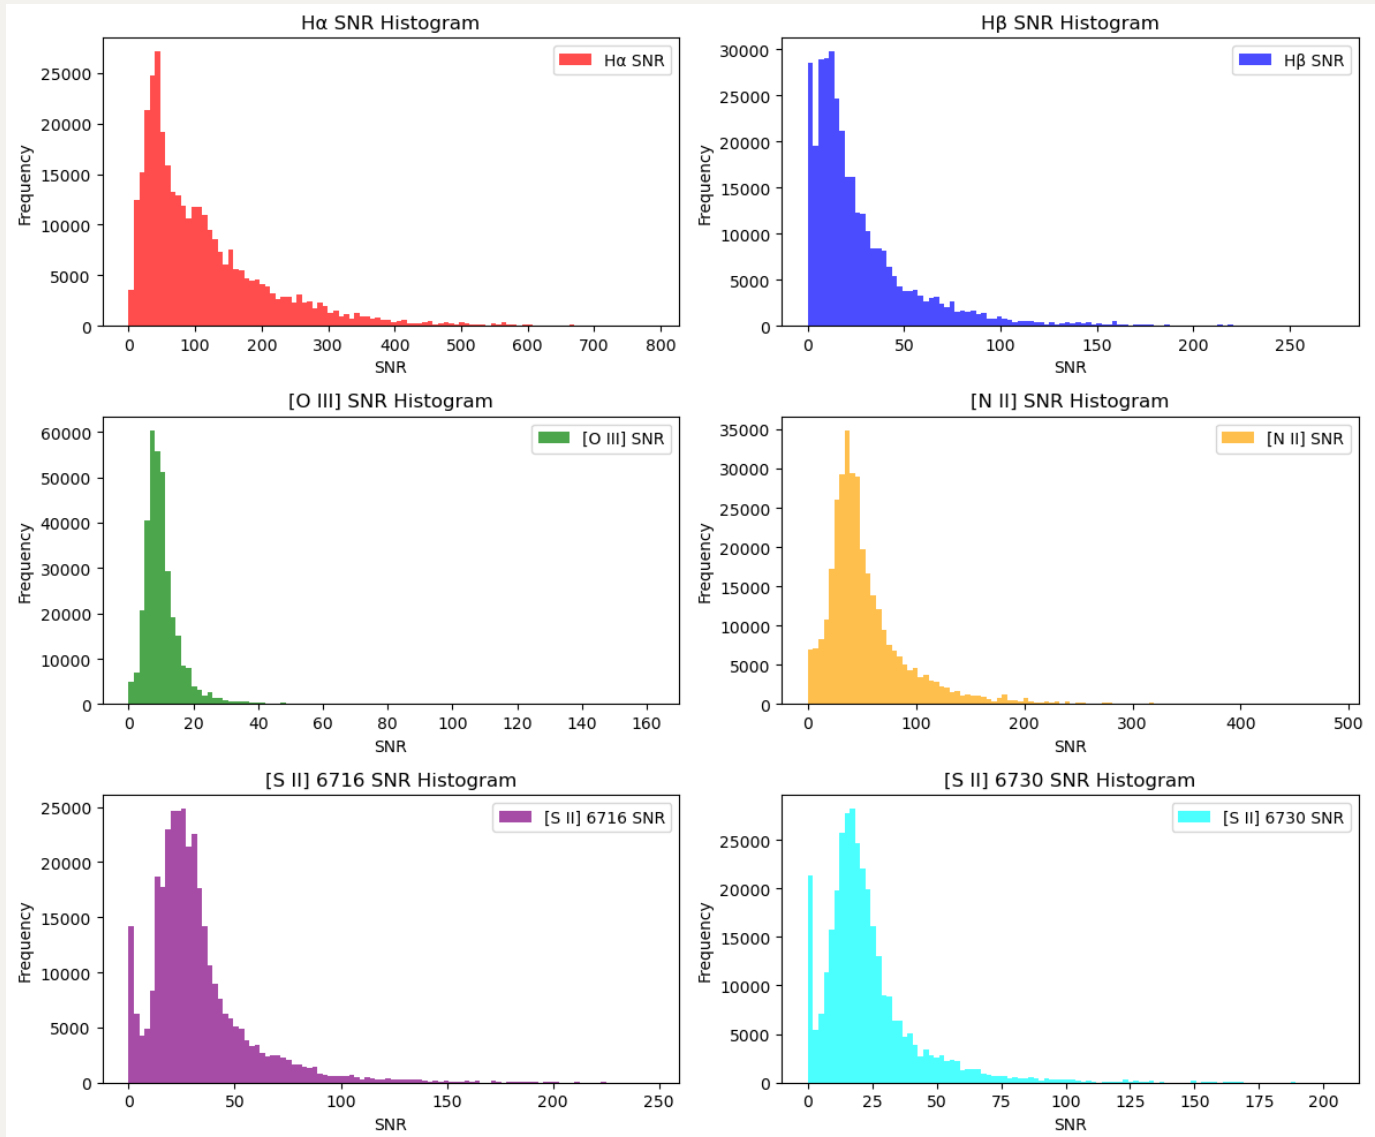 Hα SNR Histogram
Hα SNR
Frequency
25000
20000
15000
10000
5000
0
0 100 200 300 400 500 600 700 800
SNR
Hβ SNR Histogram
Hβ SNR
Frequency
30000
25000
20000
15000
10000
5000
0
0 50 100 150 200 250
SNR
[O III] SNR Histogram
[O III] SNR
Frequency
60000
50000
40000
30000
20000
10000
0
0 20 40 60 80 100 120 140 160
SNR
[N II] SNR Histogram
[N II] SNR
Frequency
35000
30000
25000
20000
15000
10000
5000
0
0 100 200 300 400 500
SNR
[S II] 6716 SNR Histogram
[S II] 6716 SNR
Frequency
25000
20000
15000
10000
5000
0
0 50 100 150 200 250
SNR
[S II] 6730 SNR Histogram
[S II] 6730 SNR
Frequency
25000
20000
15000
10000
5000
0
0 25 50 75 100 125 150 175 200
SNR